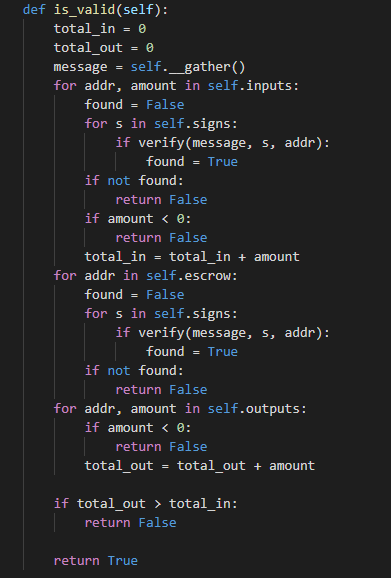 def is_valid(self):
    total_in = 0
    total_out = 0
    message = self.__gather()
    for addr, amount in self.inputs:
        found = False
        for s in self.signs:
            if verify(message, s, addr):
                found = True
        if not found:
            return False
        if amount < 0:
            return False
        total_in = total_in + amount
    for addr in self.escrow:
        found = False
        for s in self.signs:
            if verify(message, s, addr):
                found = True
        if not found:
            return False
    for addr, amount in self.outputs:
        if amount < 0:
            return False
        total_out = total_out + amount

    if total_out > total_in:
        return False

    return True